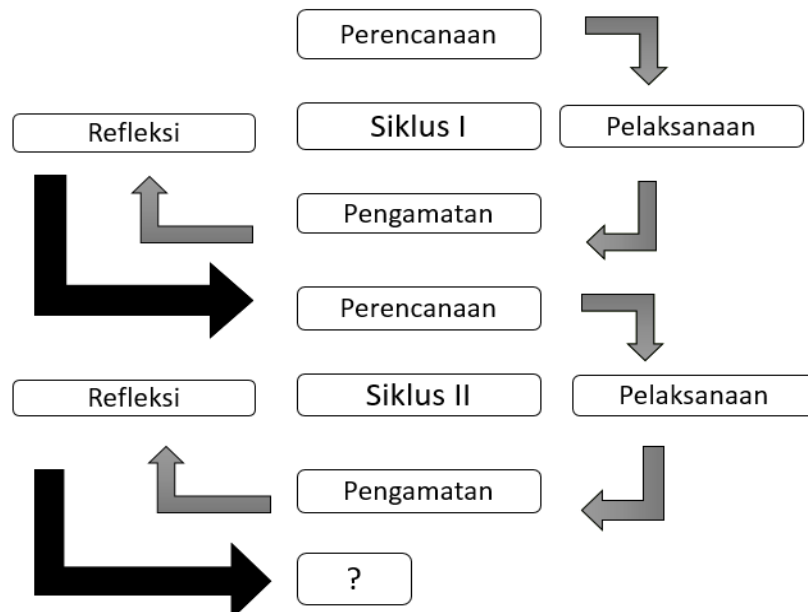 Perencanaan
Refleksi
Siklus I
Pelaksanaan
Pengamatan
Perencanaan
Refleksi
Siklus II
Pelaksanaan
Pengamatan
?